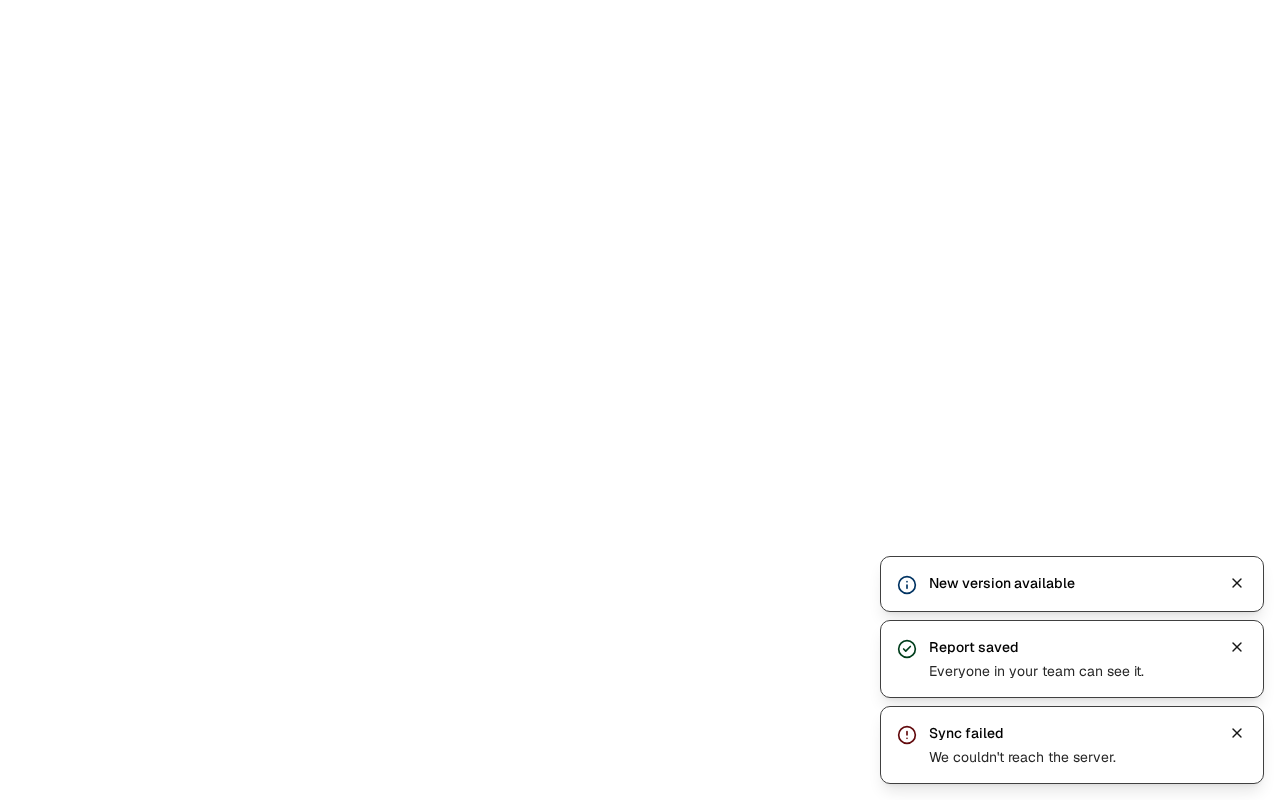 New version available
Report saved
Everyone in your team can see it.
Sync failed
We couldn't reach the server.